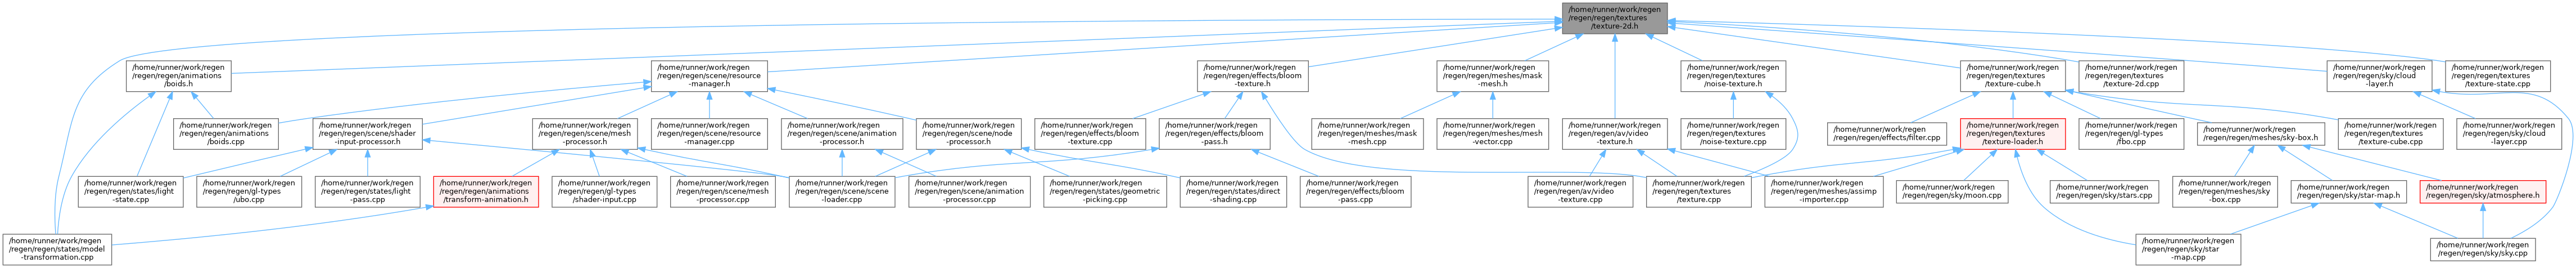 /home/runner/work/regen
/regen/regen/textures
/texture-2d.h
/home/runner/work/regen
/regen/regen/animations
/boids.h
/home/runner/work/regen
/regen/regen/scene/resource
-manager.h
/home/runner/work/regen
/regen/regen/effects/bloom
-texture.h
/home/runner/work/regen
/regen/regen/meshes/mask
-mesh.h
/home/runner/work/regen
/regen/regen/textures
/noise-texture.h
/home/runner/work/regen
/regen/regen/textures
/texture-cube.h
/home/runner/work/regen
/regen/regen/textures
/texture-2d.cpp
/home/runner/work/regen
/regen/regen/sky/cloud
-layer.h
/home/runner/work/regen
/regen/regen/textures
/texture-state.cpp
/home/runner/work/regen
/regen/regen/animations
/boids.cpp
/home/runner/work/regen
/regen/regen/scene/shader
-input-processor.h
/home/runner/work/regen
/regen/regen/scene/mesh
-processor.h
/home/runner/work/regen
/regen/regen/scene/resource
-manager.cpp
/home/runner/work/regen
/regen/regen/scene/animation
-processor.h
/home/runner/work/regen
/regen/regen/scene/node
-processor.h
/home/runner/work/regen
/regen/regen/effects/bloom
-texture.cpp
/home/runner/work/regen
/regen/regen/effects/bloom
-pass.h
/home/runner/work/regen
/regen/regen/meshes/mask
-mesh.cpp
/home/runner/work/regen
/regen/regen/meshes/mesh
-vector.cpp
/home/runner/work/regen
/regen/regen/av/video
-texture.h
/home/runner/work/regen
/regen/regen/textures
/noise-texture.cpp
/home/runner/work/regen
/regen/regen/effects/filter.cpp
/home/runner/work/regen
/regen/regen/textures
/texture-loader.h
/home/runner/work/regen
/regen/regen/gl-types
/fbo.cpp
/home/runner/work/regen
/regen/regen/meshes/sky-box.h
/home/runner/work/regen
/regen/regen/textures
/texture-cube.cpp
/home/runner/work/regen
/regen/regen/sky/cloud
-layer.cpp
/home/runner/work/regen
/regen/regen/states/light
-state.cpp
/home/runner/work/regen
/regen/regen/gl-types
/ubo.cpp
/home/runner/work/regen
/regen/regen/states/light
-pass.cpp
/home/runner/work/regen
/regen/regen/animations
/transform-animation.h
/home/runner/work/regen
/regen/regen/gl-types
/shader-input.cpp
/home/runner/work/regen
/regen/regen/scene/mesh
-processor.cpp
/home/runner/work/regen
/regen/regen/scene/scene
-loader.cpp
/home/runner/work/regen
/regen/regen/scene/animation
-processor.cpp
/home/runner/work/regen
/regen/regen/states/geometric
-picking.cpp
/home/runner/work/regen
/regen/regen/states/direct
-shading.cpp
/home/runner/work/regen
/regen/regen/effects/bloom
-pass.cpp
/home/runner/work/regen
/regen/regen/av/video
-texture.cpp
/home/runner/work/regen
/regen/regen/textures
/texture.cpp
/home/runner/work/regen
/regen/regen/meshes/assimp
-importer.cpp
/home/runner/work/regen
/regen/regen/sky/moon.cpp
/home/runner/work/regen
/regen/regen/sky/stars.cpp
/home/runner/work/regen
/regen/regen/meshes/sky
-box.cpp
/home/runner/work/regen
/regen/regen/sky/star-map.h
/home/runner/work/regen
/regen/regen/sky/atmosphere.h
/home/runner/work/regen
/regen/regen/states/model
-transformation.cpp
/home/runner/work/regen
/regen/regen/sky/star
-map.cpp
/home/runner/work/regen
/regen/regen/sky/sky.cpp